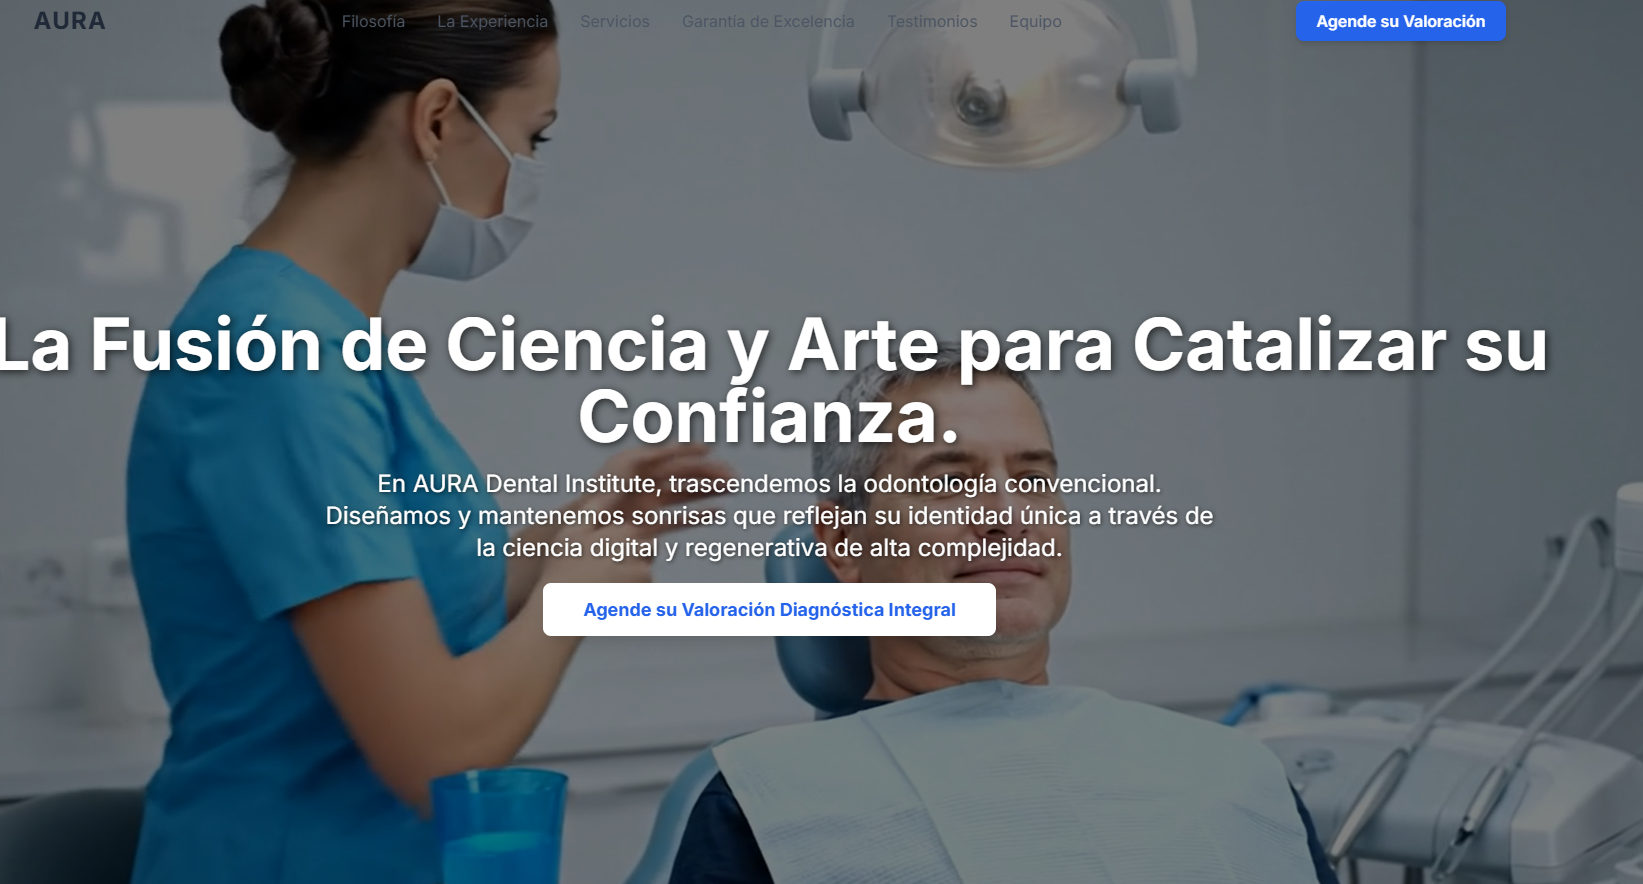 AURA
Filosofía
La Experiencia
Servicios
Garantía de Excelencia
Testimonios
Equipo
Agende su Valoración
La Fusión de Ciencia y Arte para Catalizar su
Confianza.
En AURA Dental Institute, trascendemos la odontología convencional.
Diseñamos y mantenemos sonrisas que reflejan su identidad única a través de
la ciencia digital y regenerativa de alta complejidad.
Agende su Valoración Diagnóstica Integral